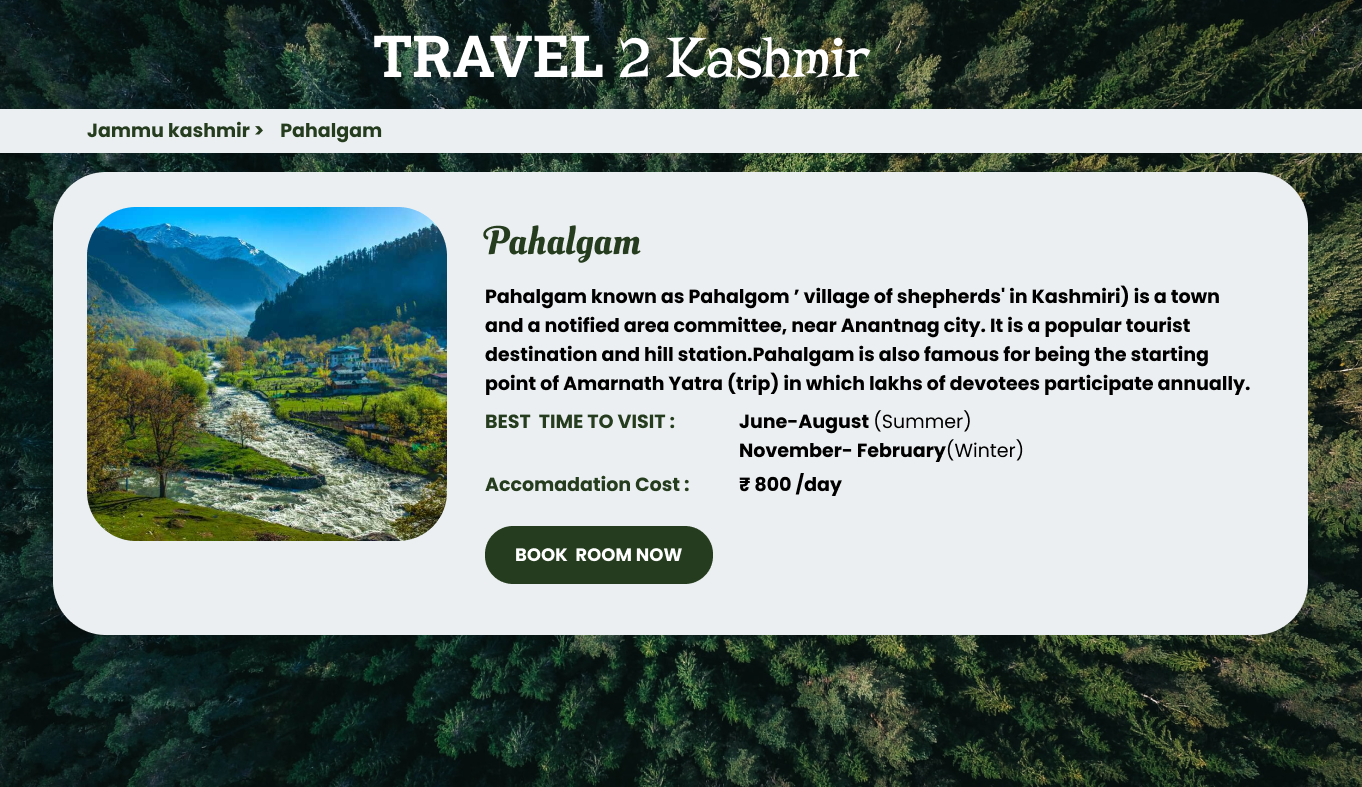 TRAVEL 2 Kashmir
Jammu kashmir > Pahalgam
Pahalgam
Pahalgam known as Pahalgom ’ village of shepherds' in Kashmiri) is a town
and a notified area committee, near Anantnag city. It is a popular tourist
destination and hill station.Pahalgam is also famous for being the starting
point of Amarnath Yatra (trip) in which lakhs of devotees participate annually.
BEST TIME TO VISIT : June-August (Summer)
November- February(Winter)
Accomadation Cost : ₹ 800 /day
BOOK ROOM NOW